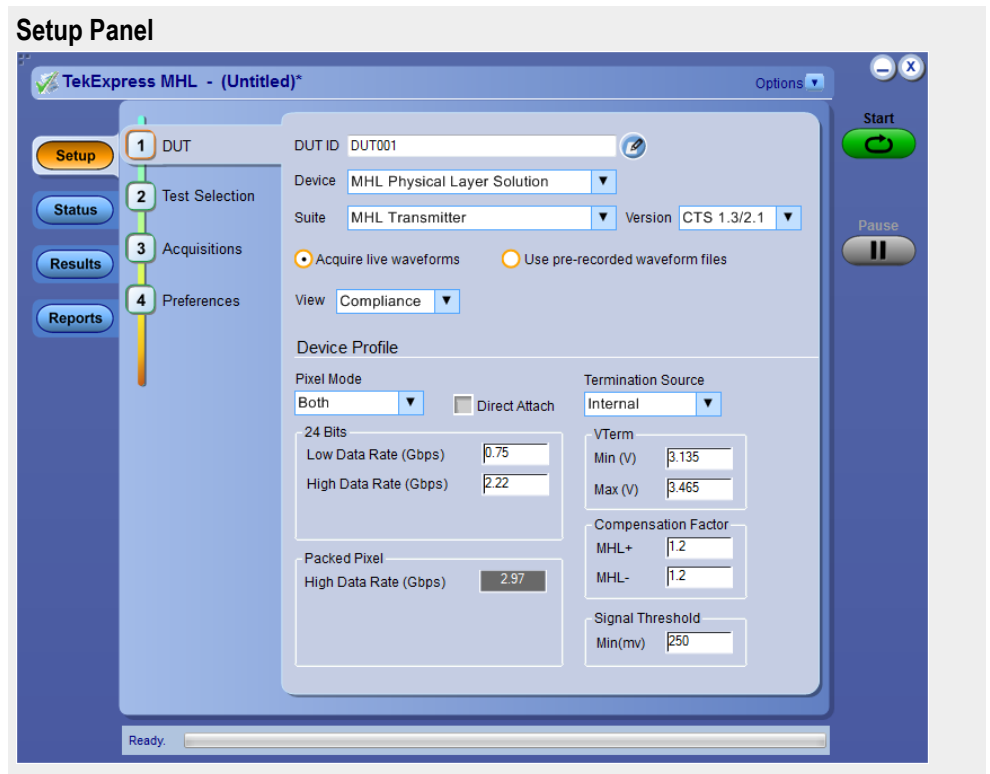 Setup Panel
TekExpress MHL - (Untitled)*
Options
X
Start
Pause
Setup
Status
Results
Reports
1 DUT
2 Test Selection
3 Acquisitions
4 Preferences
DUT ID DUT001
Device MHL Physical Layer Solution
Suite MHL Transmitter Version CTS 1.3/2.1
Acquire live waveforms Use pre-recorded waveform files
View Compliance
Device Profile
Pixel Mode
Both
Direct Attach
24 Bits
Low Data Rate (Gbps) 0.75
High Data Rate (Gbps) 2.22
Packed Pixel
High Data Rate (Gbps) 2.97
Termination Source
Internal
VTerm
Min (V) 3.135
Max (V) 3.465
Compensation Factor
MHL+ 1.2
MHL- 1.2
Signal Threshold
Min(mv) 250
Ready.